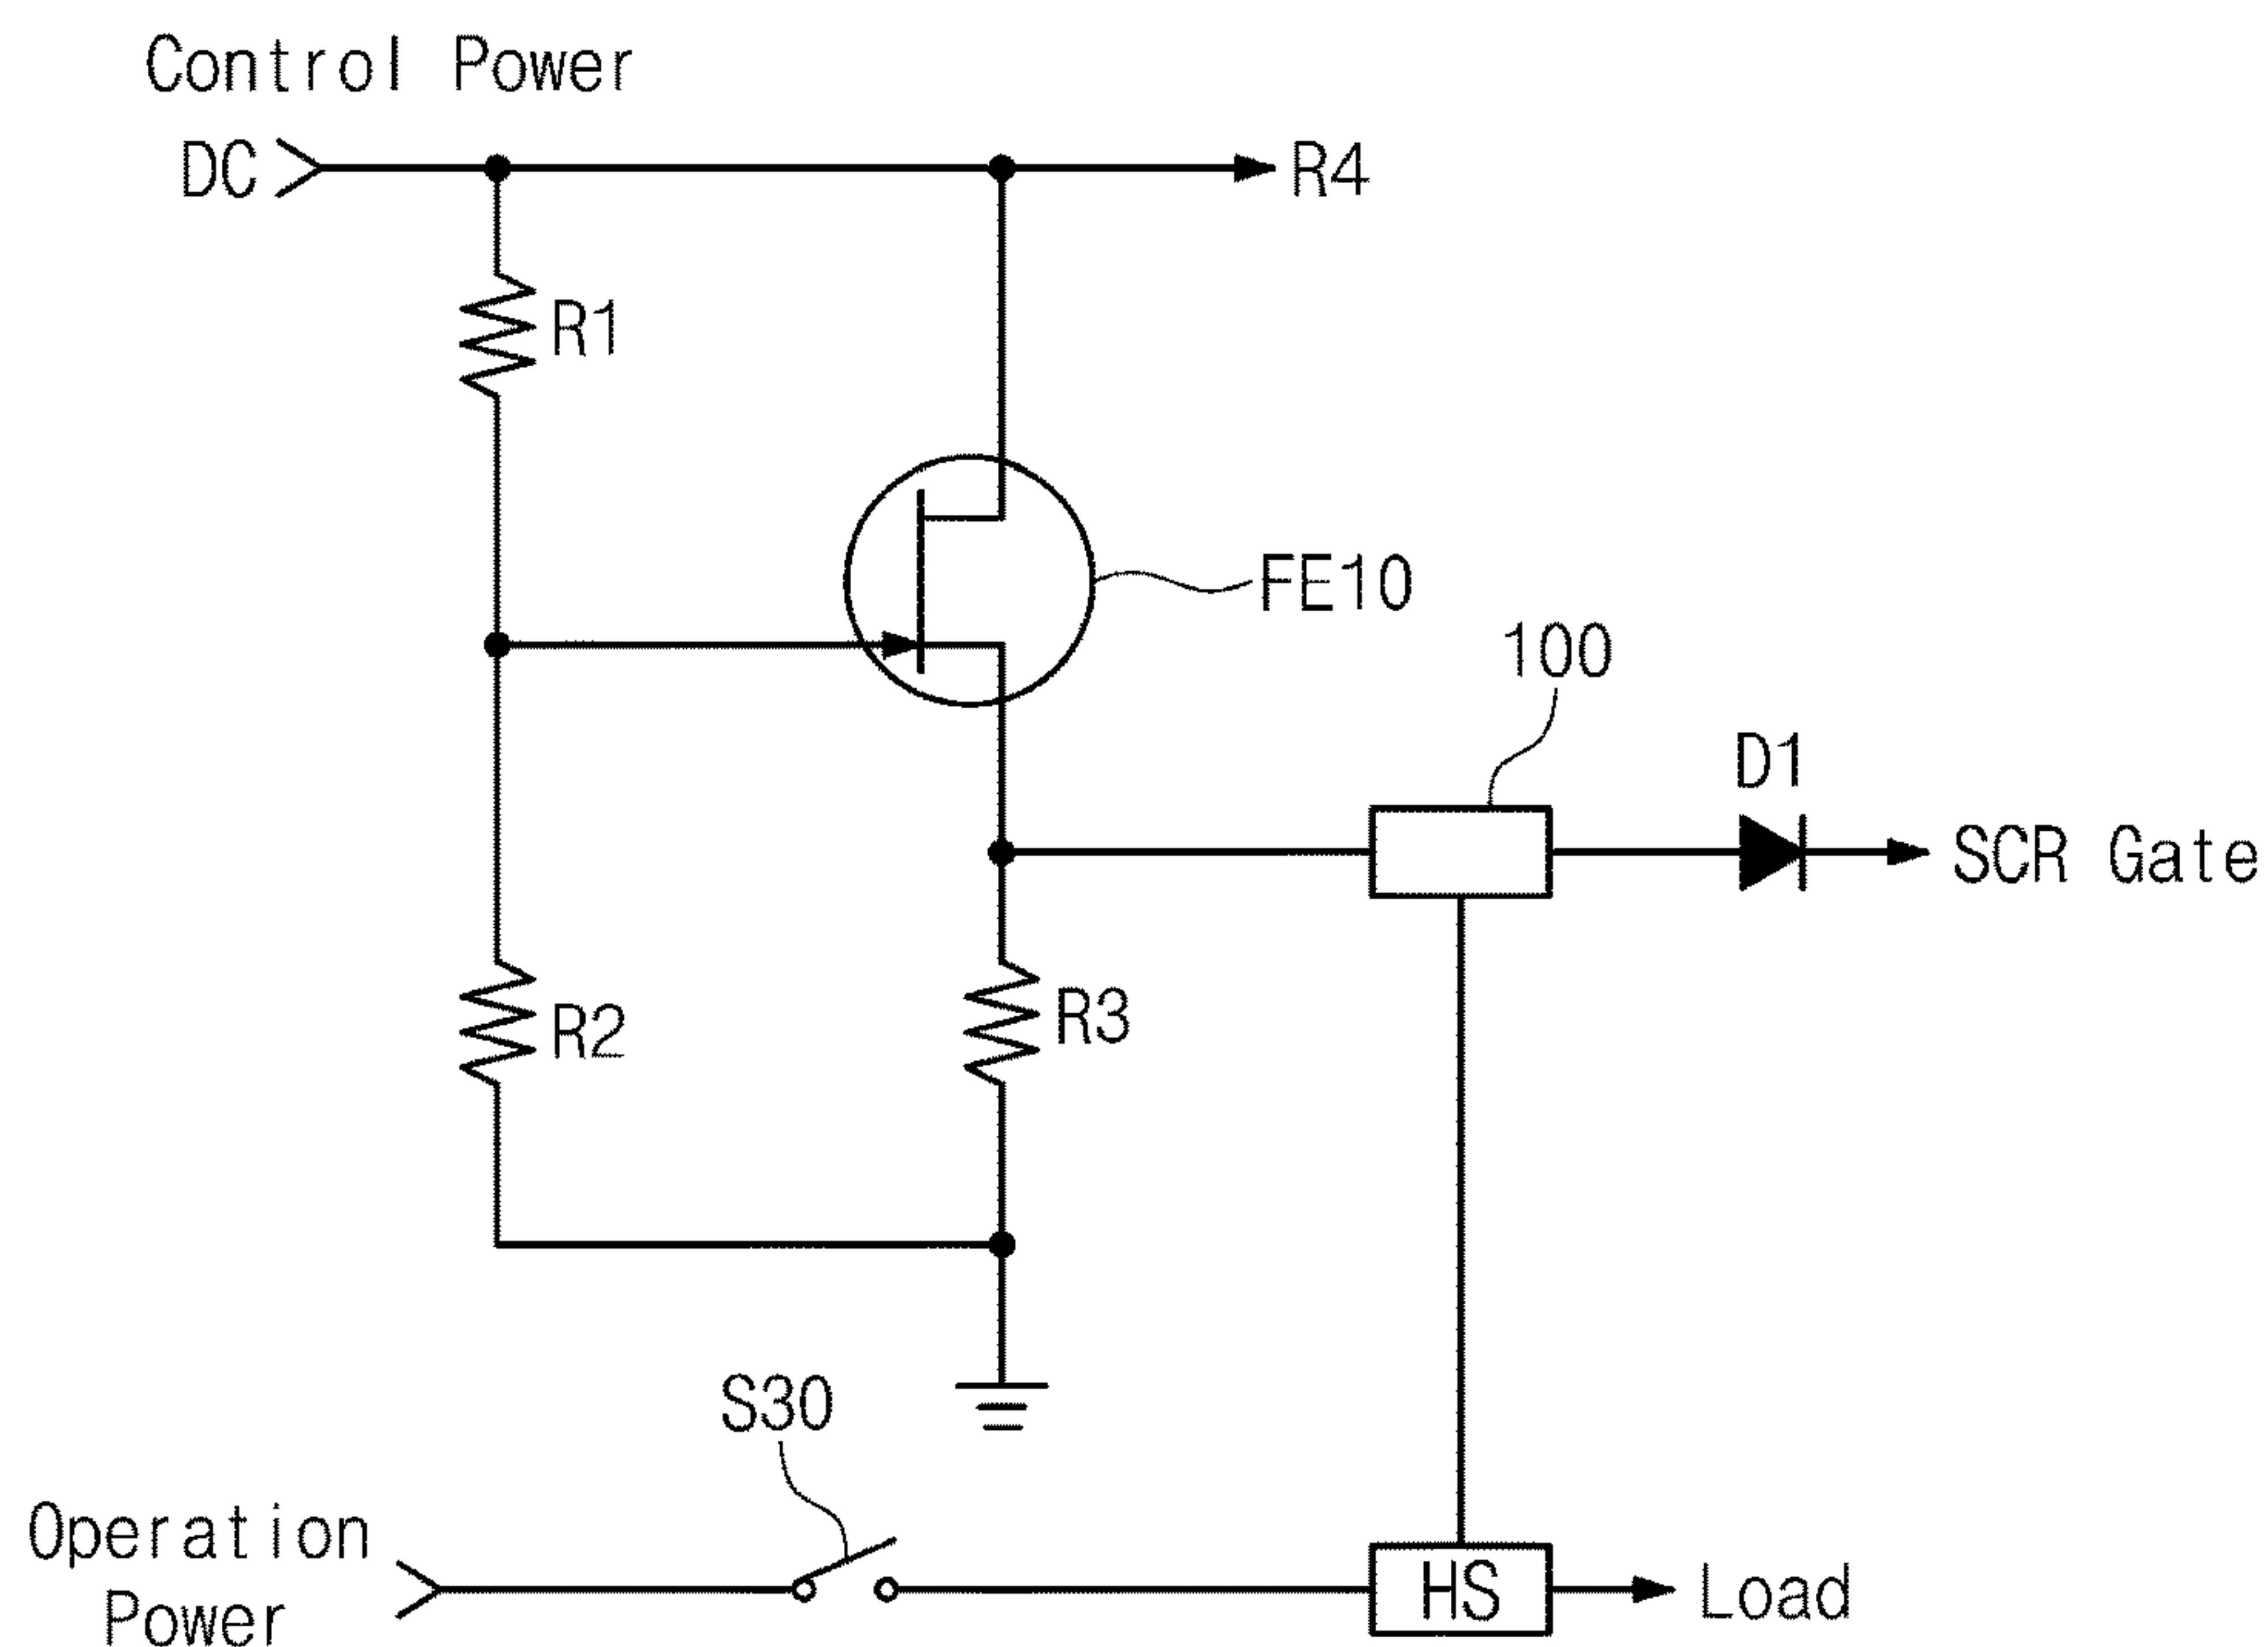 Control Power
DC
R4
R1
FE10
100
D1
SCR Gate
R2
R3
S30
Operation
Power
HS
Load